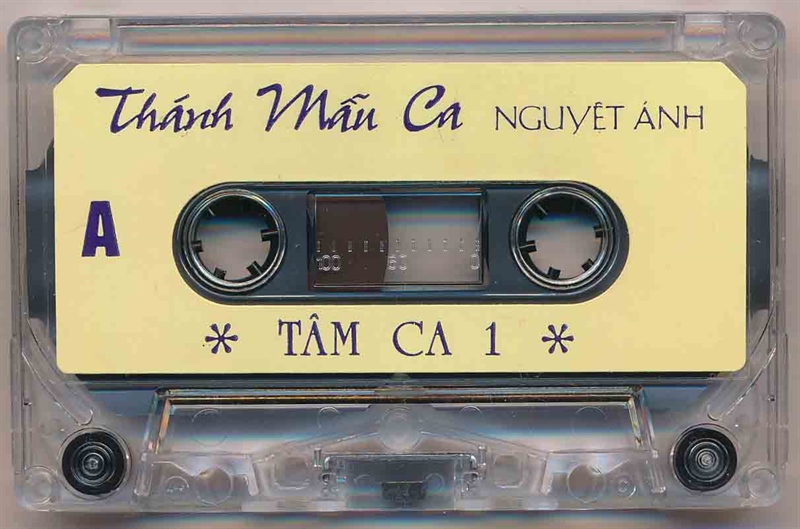 Thánh Mẫu Ca NGUYỆT ÁNH
A
100 50 0
* TÂM CA 1 *